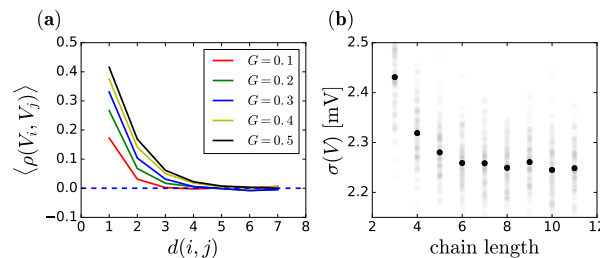 (a)
0.5
0.4
0.3
0.2
0.1
0.0
−0.1
0 1 2 3 4 5 6 7 8
⟨ρ(V_i, V_j)⟩
d(i, j)
G = 0.1
G = 0.2
G = 0.3
G = 0.4
G = 0.5
(b)
2.5
2.4
2.3
2.2
2 4 6 8 10 12
σ(V) [mV]
chain length